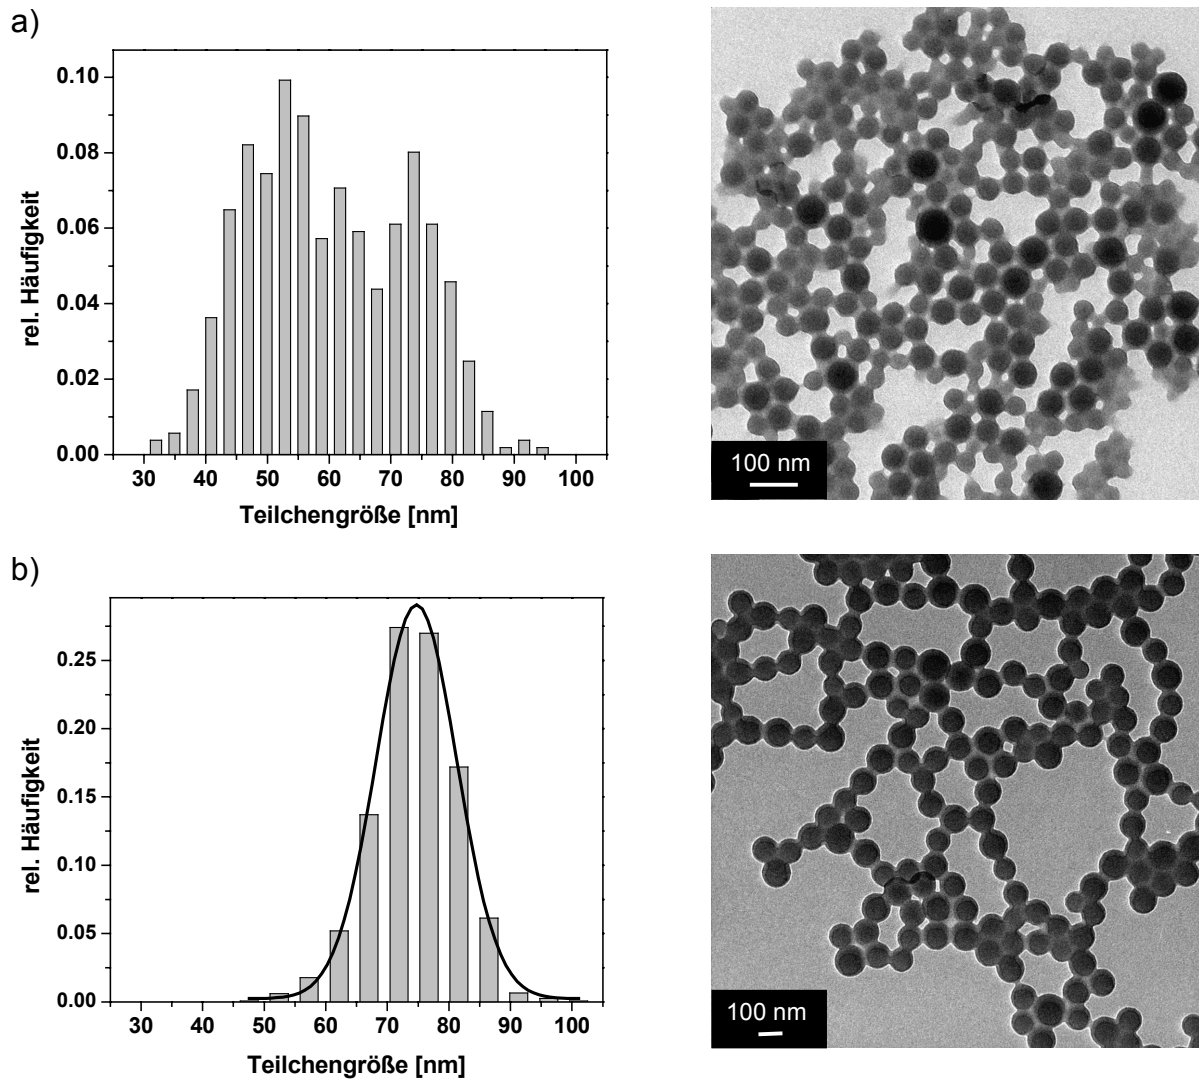 a)
0.10
0.08
0.06
0.04
0.02
0.00
rel. Häufigkeit
30 40 50 60 70 80 90 100
Teilchengröße [nm]
100 nm
b)
0.25
0.20
0.15
0.10
0.05
0.00
rel. Häufigkeit
30 40 50 60 70 80 90 100
Teilchengröße [nm]
100 nm